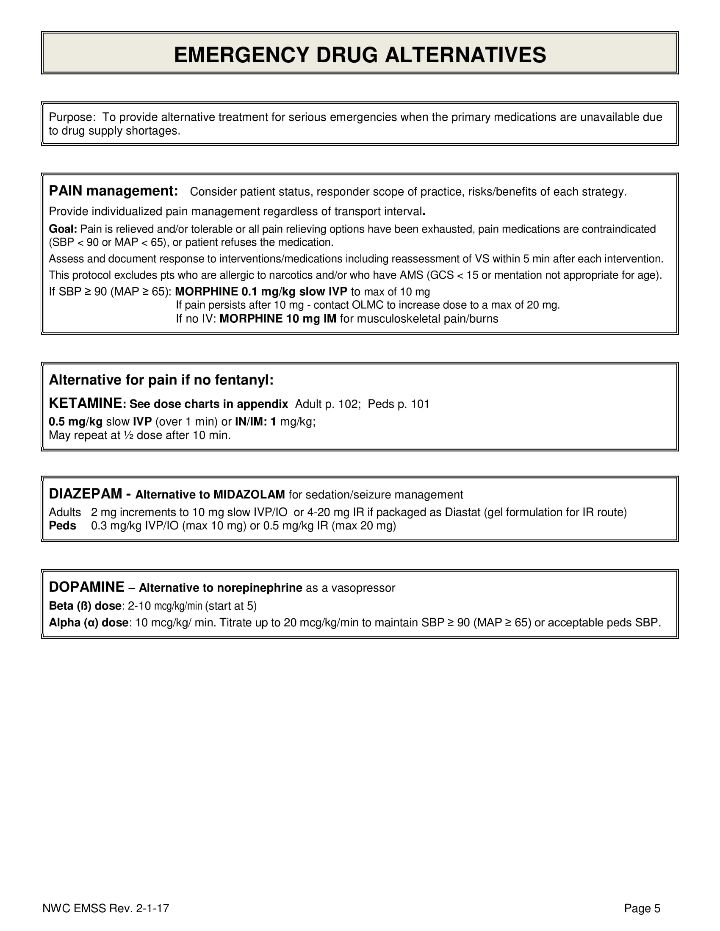 EMERGENCY DRUG ALTERNATIVES
Purpose: To provide alternative treatment for serious emergencies when the primary medications are unavailable due
to drug supply shortages.
PAIN management: Consider patient status, responder scope of practice, risks/benefits of each strategy.
Provide individualized pain management regardless of transport interval.
Goal: Pain is relieved and/or tolerable or all pain relieving options have been exhausted, pain medications are contraindicated
(SBP < 90 or MAP < 65), or patient refuses the medication.
Assess and document response to interventions/medications including reassessment of VS within 5 min after each intervention.
This protocol excludes pts who are allergic to narcotics and/or who have AMS (GCS < 15 or mentation not appropriate for age).
If SBP ≥ 90 (MAP ≥ 65): MORPHINE 0.1 mg/kg slow IVP to max of 10 mg
If pain persists after 10 mg - contact OLMC to increase dose to a max of 20 mg.
If no IV: MORPHINE 10 mg IM for musculoskeletal pain/burns
Alternative for pain if no fentanyl:
KETAMINE: See dose charts in appendix Adult p. 102; Peds p. 101
0.5 mg/kg slow IVP (over 1 min) or IN/IM: 1 mg/kg;
May repeat at ½ dose after 10 min.
DIAZEPAM - Alternative to MIDAZOLAM for sedation/seizure management
Adults 2 mg increments to 10 mg slow IVP/IO or 4-20 mg IR if packaged as Diastat (gel formulation for IR route)
Peds 0.3 mg/kg IVP/IO (max 10 mg) or 0.5 mg/kg IR (max 20 mg)
DOPAMINE – Alternative to norepinephrine as a vasopressor
Beta (ß) dose: 2-10 mcg/kg/min (start at 5)
Alpha (α) dose: 10 mcg/kg/ min. Titrate up to 20 mcg/kg/min to maintain SBP ≥ 90 (MAP ≥ 65) or acceptable peds SBP.
NWC EMSS Rev. 2-1-17 Page 5